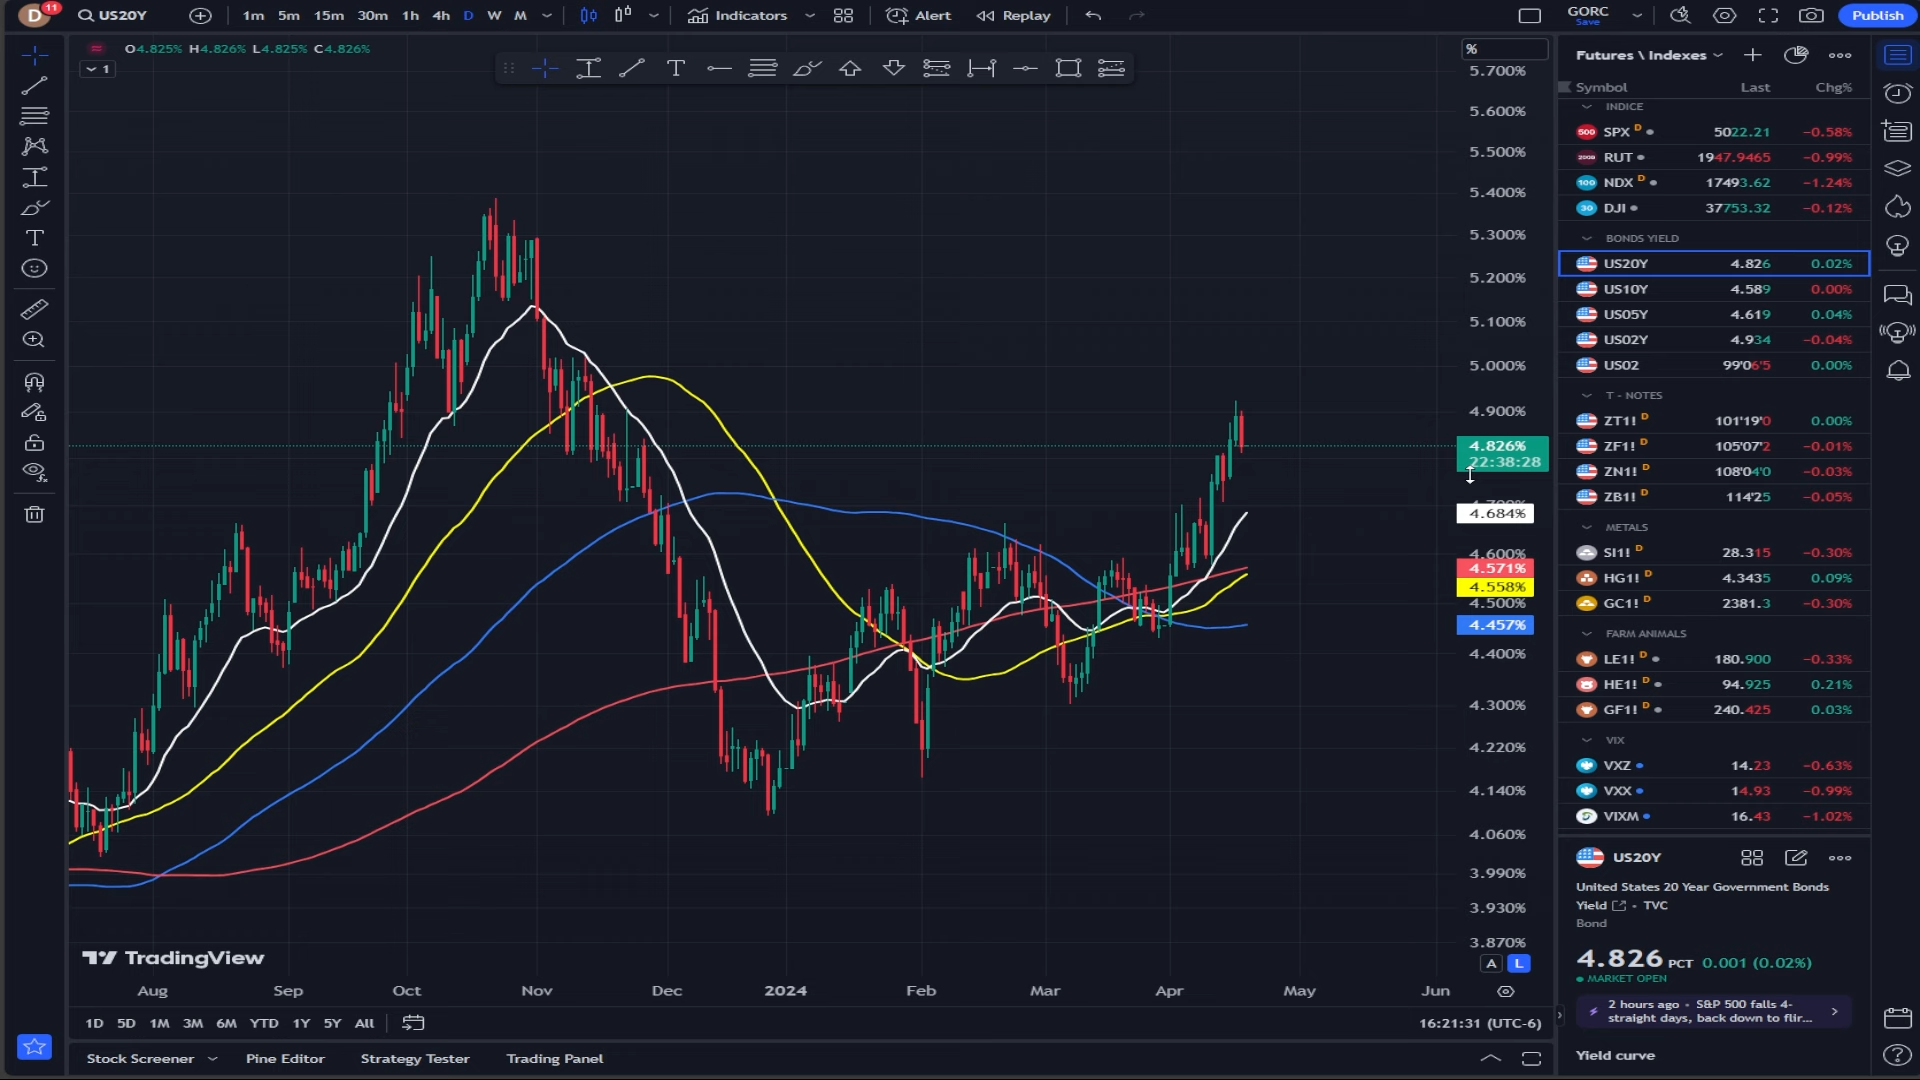 D 11 US20Y 1m 5m 15m 30m 1h 4h D W M Indicators Alert Replay GORC Save Publish
O4.825% H4.826% L4.825% C4.826%
1
%
5.700%
5.600%
5.500%
5.400%
5.300%
5.200%
5.100%
5.000%
4.900%
4.826%
22:38:28
4.684%
4.600%
4.571%
4.558%
4.500%
4.457%
4.400%
4.300%
4.220%
4.140%
4.060%
3.990%
3.930%
3.870%
A L
TradingView
Aug Sep Oct Nov Dec 2024 Feb Mar Apr May Jun
1D 5D 1M 3M 6M YTD 1Y 5Y All 16:21:31 (UTC-6)
Stock Screener Pine Editor Strategy Tester Trading Panel
Futures \ Indexes
Symbol Last Chg%
INDICE
500 SPX D 5022.21 −0.58%
2000 RUT 1947.9465 −0.99%
100 NDX D 17493.62 −1.24%
30 DJI 37753.32 −0.12%
BONDS YIELD
US20Y 4.826 0.02%
US10Y 4.589 0.00%
US05Y 4.619 0.04%
US02Y 4.934 −0.04%
US02 99'06'5 0.00%
T - NOTES
ZT1! D 101'19'0 0.00%
ZF1! D 105'07'2 −0.01%
ZN1! D 108'04'0 −0.03%
ZB1! D 114'25 −0.05%
METALS
SI1! D 28.315 −0.30%
HG1! D 4.3435 0.09%
GC1! D 2381.3 −0.30%
FARM ANIMALS
LE1! D 180.900 −0.33%
HE1! D 94.925 0.21%
GF1! D 240.425 0.03%
VIX
VXZ 14.23 −0.63%
VXX 14.93 −0.99%
VIXM 16.43 −1.02%
US20Y
United States 20 Year Government Bonds
Yield - TVC
Bond
4.826 PCT 0.001 (0.02%)
MARKET OPEN
2 hours ago • S&P 500 falls 4-
straight days, back down to flir...
Yield curve